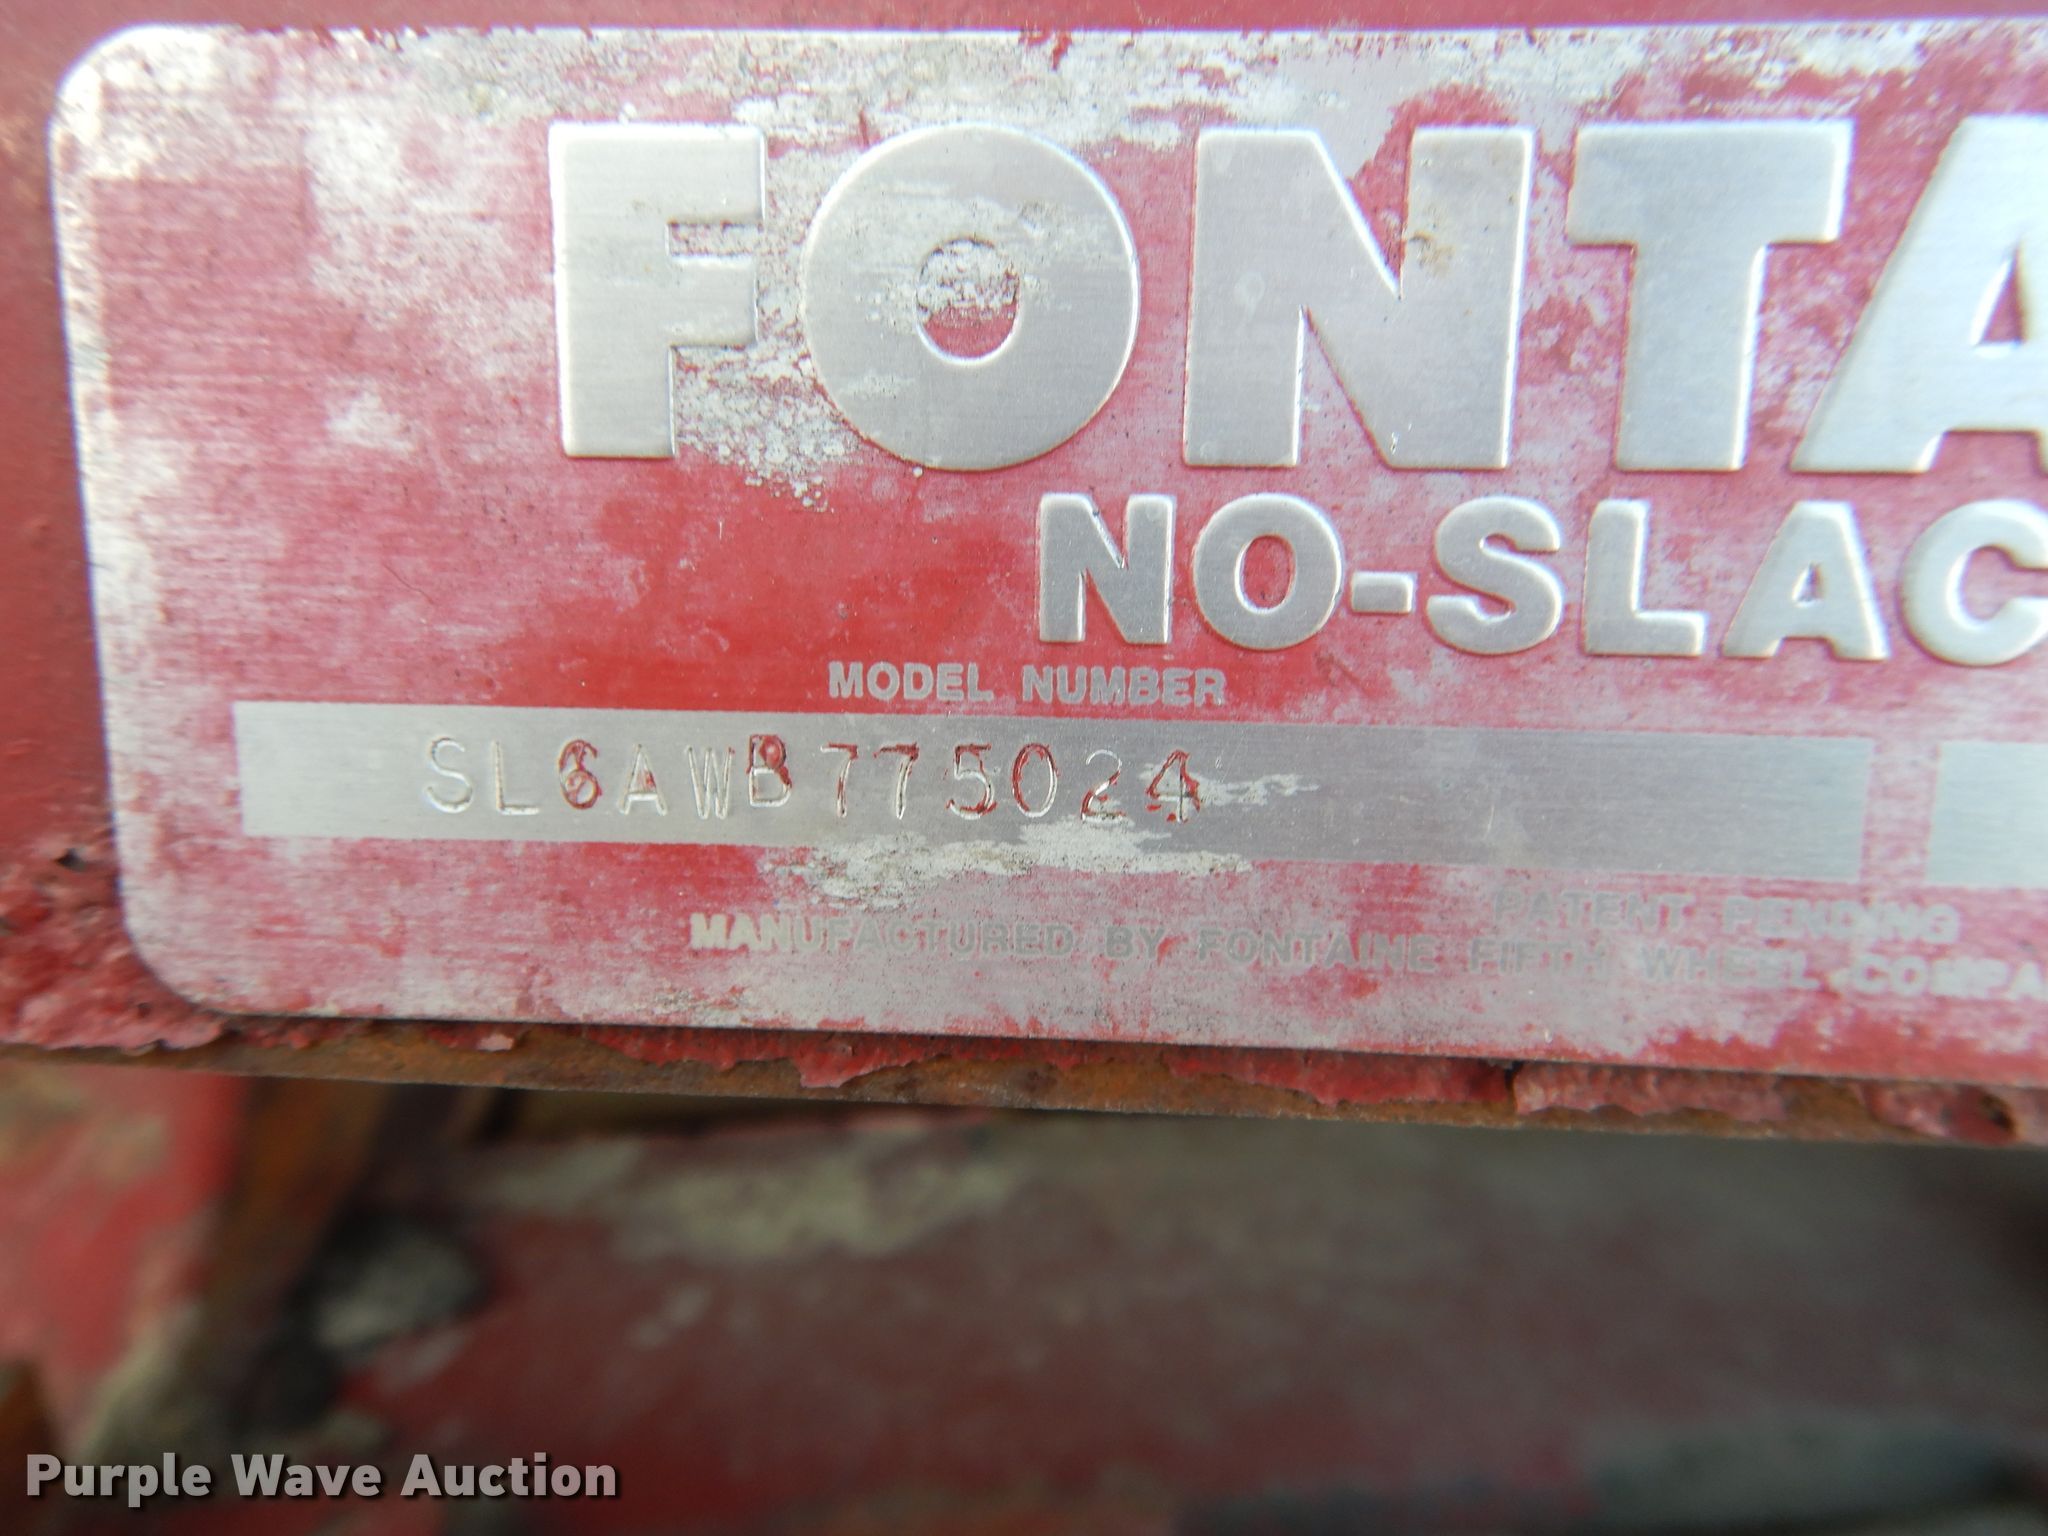 FONTA
NO-SLAC
MODEL NUMBER
SL6AWB775024
PATENT PENDING
MANUFACTURED BY FONTAINE FIFTH WHEEL COMPA
Purple Wave Auction